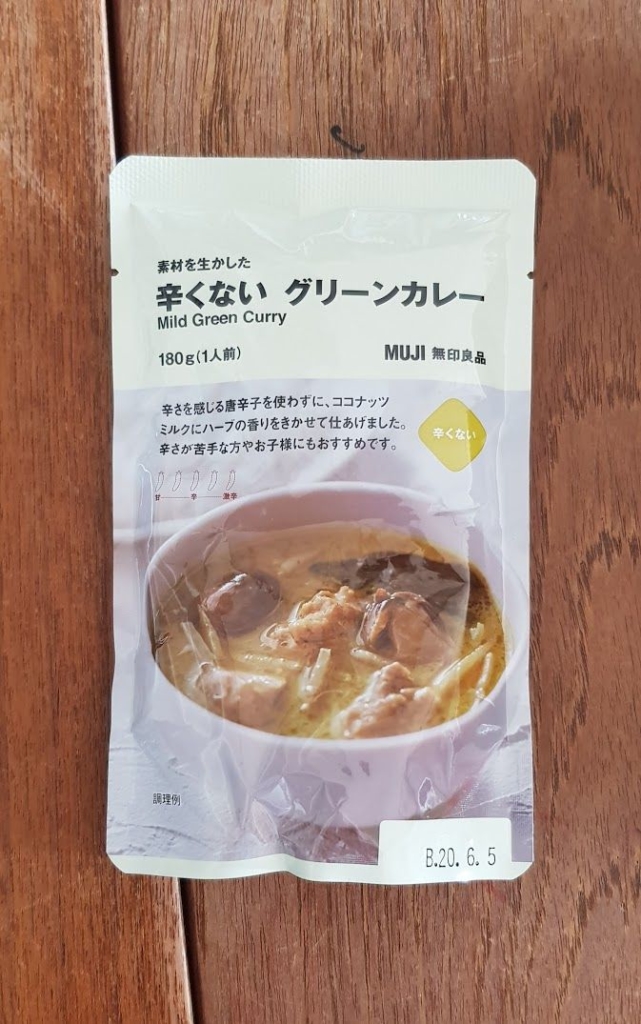 素材を生かした
辛くない グリーンカレー
Mild Green Curry
180g(1人前)
MUJI 無印良品
辛さを感じる唐辛子を使わずに、ココナッツ
ミルクにハーブの香りをきかせて仕あげました。
辛さが苦手な方やお子様にもおすすめです。
辛くない
甘 辛 激辛
調理例
B.20. 6. 5